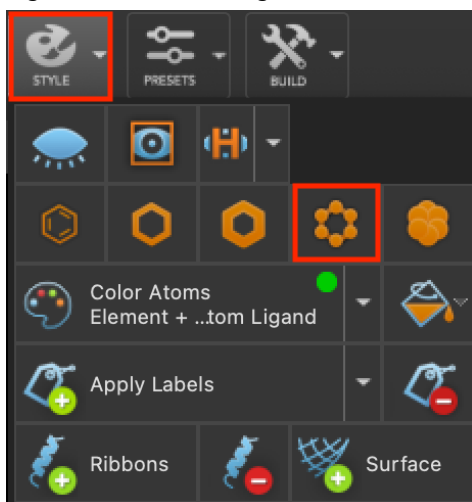 STYLE
PRESETS
BUILD
H
Color Atoms
Element + ...tom Ligand
Apply Labels
Ribbons
Surface